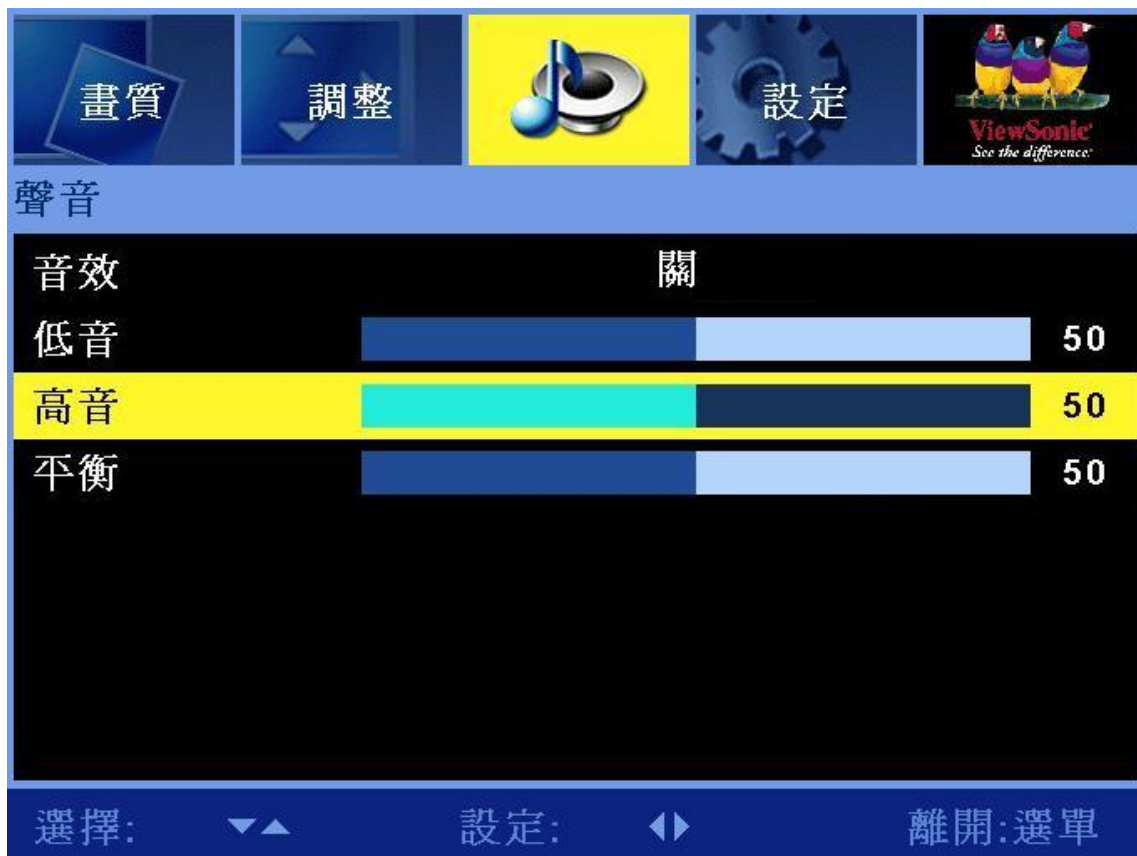 畫質 調整 設定 ViewSonic®
See the difference™
聲音
音效 關
低音 50
高音 50
平衡 50
選擇: ▼▲ 設定: ◀▶ 離開:選單